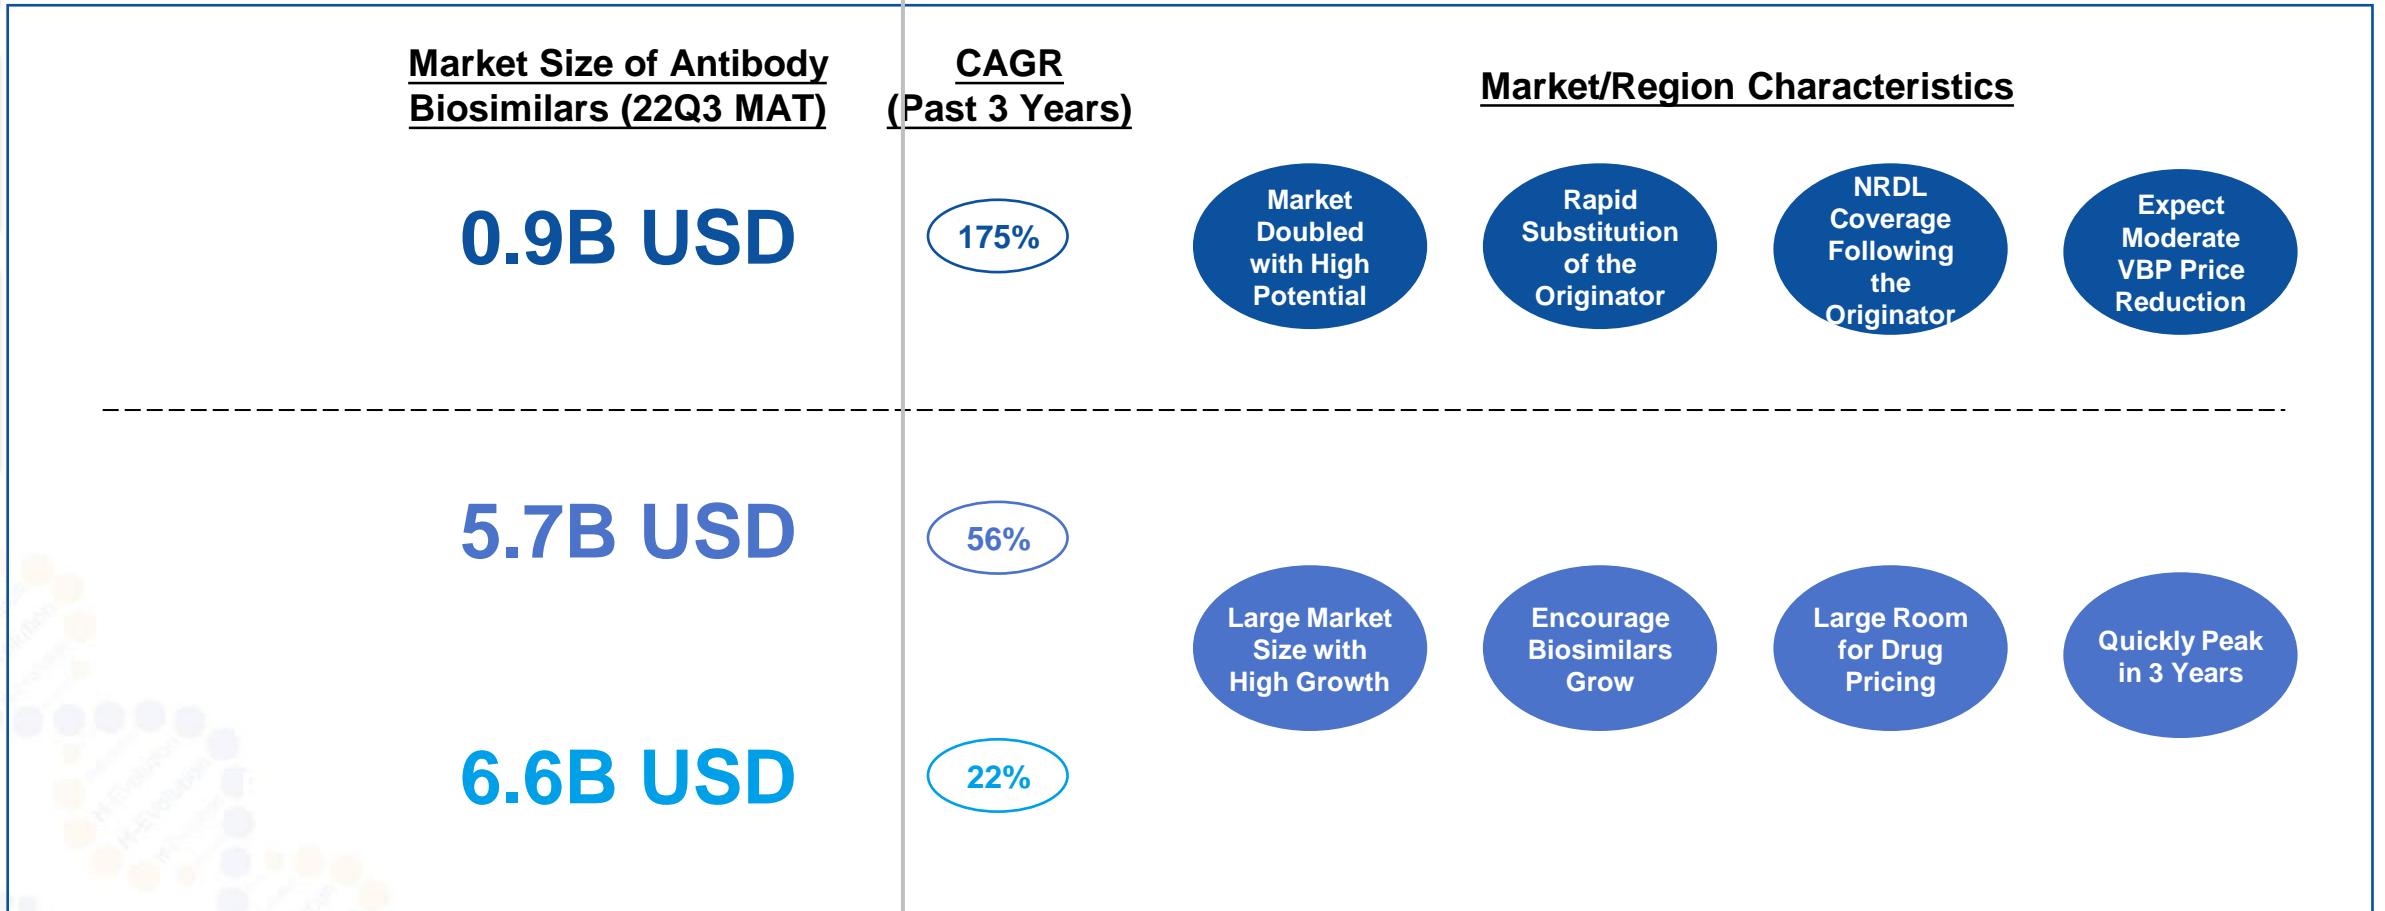 Market Size of Antibody
Biosimilars (22Q3 MAT)
CAGR
(Past 3 Years)
Market/Region Characteristics
0.9B USD
175%
Market
Doubled
with High
Potential
Rapid
Substitution
of the
Originator
NRDL
Coverage
Following
the
Originator
Expect
Moderate
VBP Price
Reduction
5.7B USD
56%
Large Market
Size with
High Growth
Encourage
Biosimilars
Grow
Large Room
for Drug
Pricing
Quickly Peak
in 3 Years
6.6B USD
22%